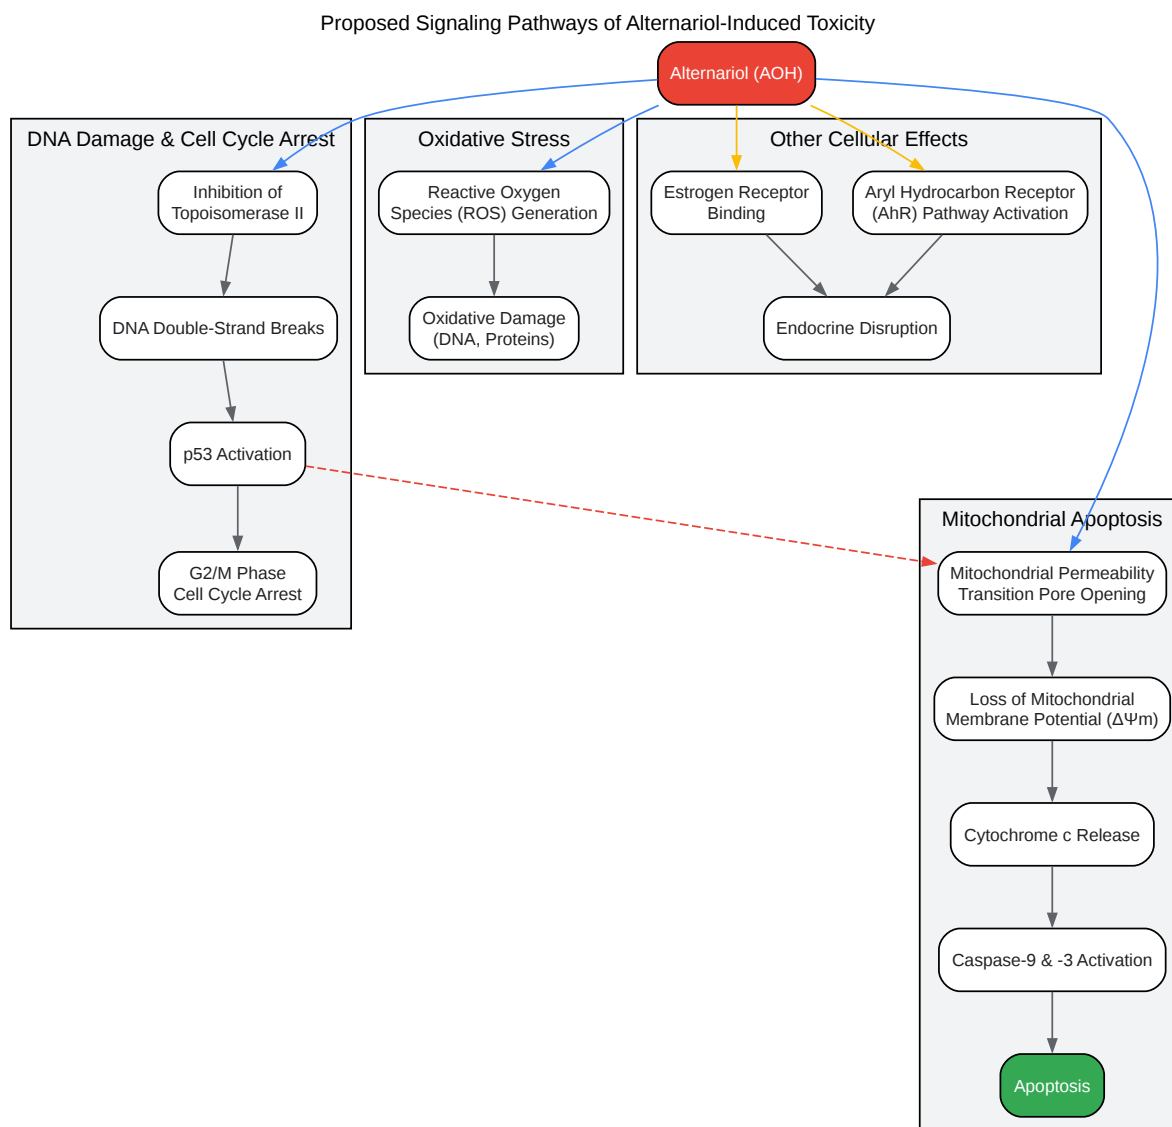 Proposed Signaling Pathways of Alternariol-Induced Toxicity
Alternariol (AOH)
DNA Damage & Cell Cycle Arrest
Inhibition of
Topoisomerase II
DNA Double-Strand Breaks
p53 Activation
G2/M Phase
Cell Cycle Arrest
Oxidative Stress
Reactive Oxygen
Species (ROS) Generation
Oxidative Damage
(DNA, Proteins)
Other Cellular Effects
Estrogen Receptor
Binding
Aryl Hydrocarbon Receptor
(AhR) Pathway Activation
Endocrine Disruption
Mitochondrial Apoptosis
Mitochondrial Permeability
Transition Pore Opening
Loss of Mitochondrial
Membrane Potential (ΔΨm)
Cytochrome c Release
Caspase-9 & -3 Activation
Apoptosis